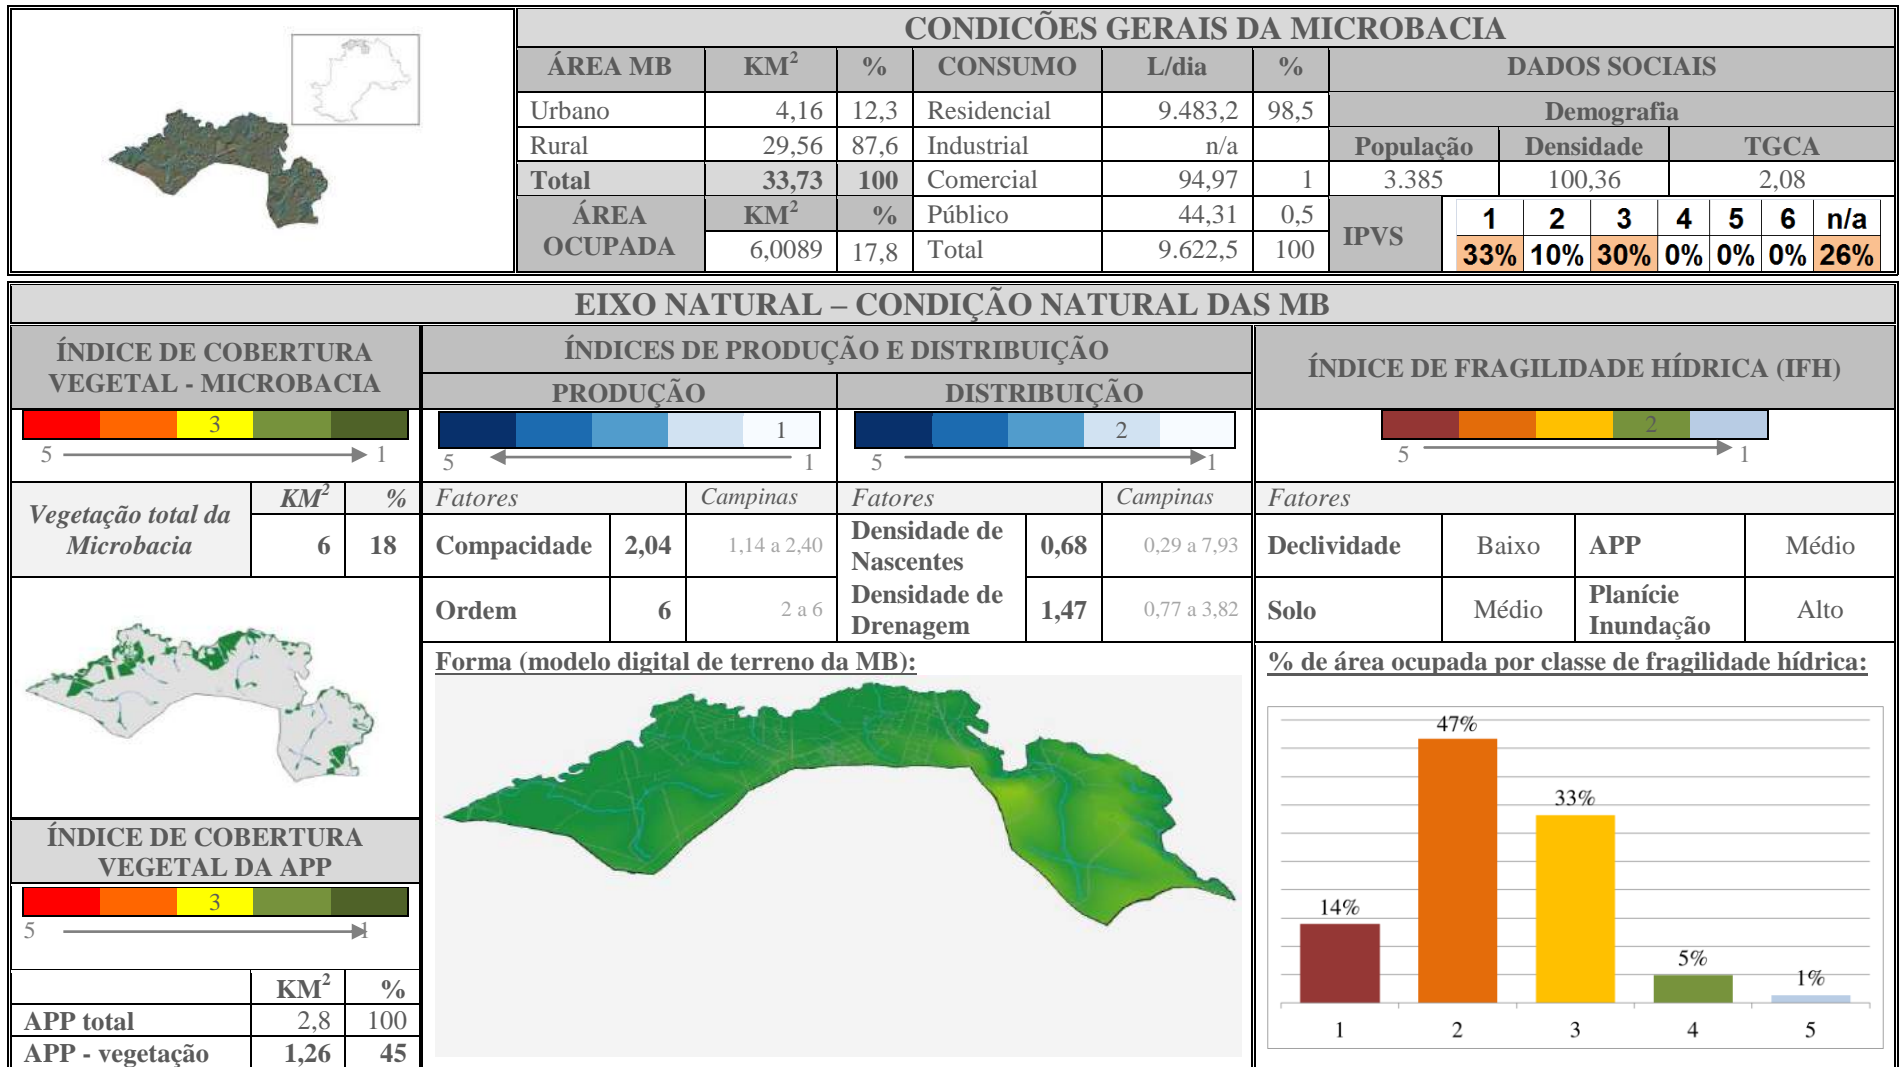 CONDICÕES GERAIS DA MICROBACIA
ÁREA MB KM² % CONSUMO L/dia % DADOS SOCIAIS
Urbano 4,16 12,3 Residencial 9.483,2 98,5 Demografia
Rural 29,56 87,6 Industrial n/a População Densidade TGCA
Total 33,73 100 Comercial 94,97 1 3.385 100,36 2,08
ÁREA OCUPADA KM² % Público 44,31 0,5 IPVS 1 2 3 4 5 6 n/a
6,0089 17,8 Total 9.622,5 100 33% 10% 30% 0% 0% 0% 26%
EIXO NATURAL – CONDIÇÃO NATURAL DAS MB
ÍNDICE DE COBERTURA
VEGETAL - MICROBACIA
3
5 1
Vegetação total da
Microbacia
KM² %
6 18
ÍNDICE DE COBERTURA
VEGETAL DA APP
3
5 1
KM² %
APP total 2,8 100
APP - vegetação 1,26 45
ÍNDICES DE PRODUÇÃO E DISTRIBUIÇÃO
PRODUÇÃO DISTRIBUIÇÃO
1 2
5 1 5 1
Fatores Campinas Fatores Campinas
Compacidade 2,04 1,14 a 2,40 Densidade de Nascentes 0,68 0,29 a 7,93
Ordem 6 2 a 6 Densidade de Drenagem 1,47 0,77 a 3,82
Forma (modelo digital de terreno da MB):
ÍNDICE DE FRAGILIDADE HÍDRICA (IFH)
2
5 1
Fatores
Declividade Baixo APP Médio
Solo Médio Planície Inundação Alto
% de área ocupada por classe de fragilidade hídrica:
14% 47% 33% 5% 1%
1 2 3 4 5